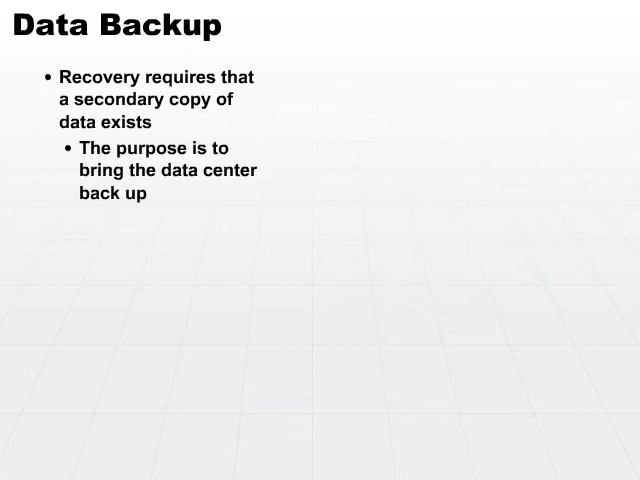 Data Backup
• Recovery requires that
a secondary copy of
data exists
• The purpose is to
bring the data center
back up